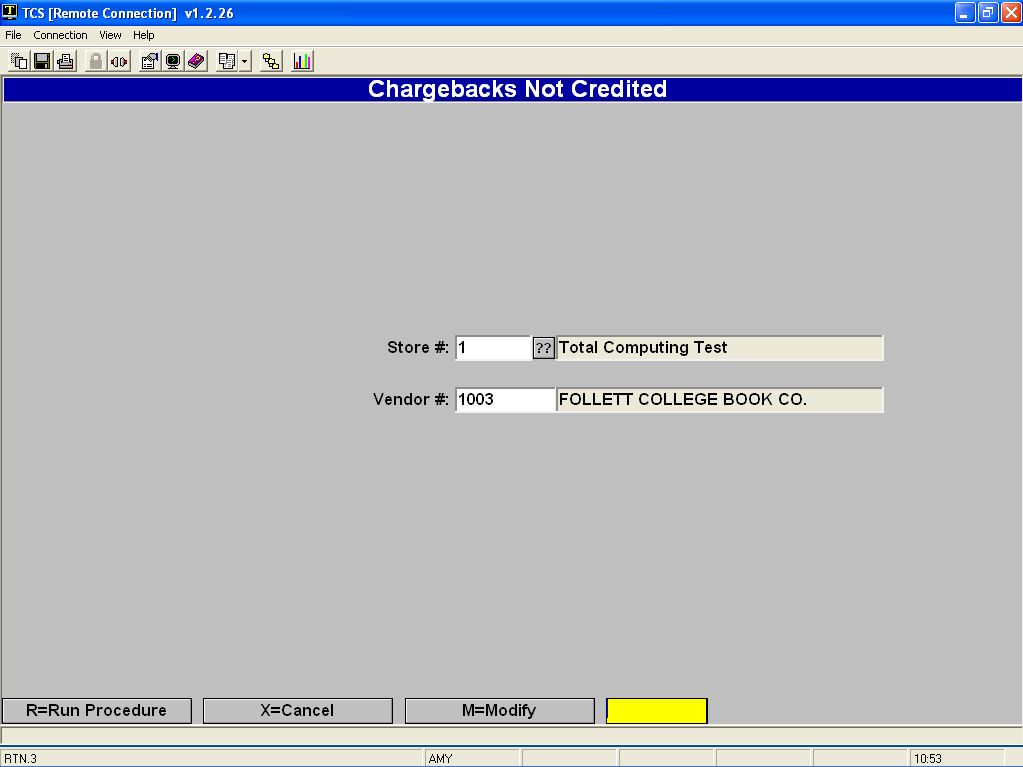 TCS [Remote Connection] v1.2.26
File Connection View Help
Chargebacks Not Credited
Store #: 1 ?? Total Computing Test
Vendor #: 1003 FOLLETT COLLEGE BOOK CO.
R=Run Procedure X=Cancel M=Modify
RTN.3 AMY 10:53